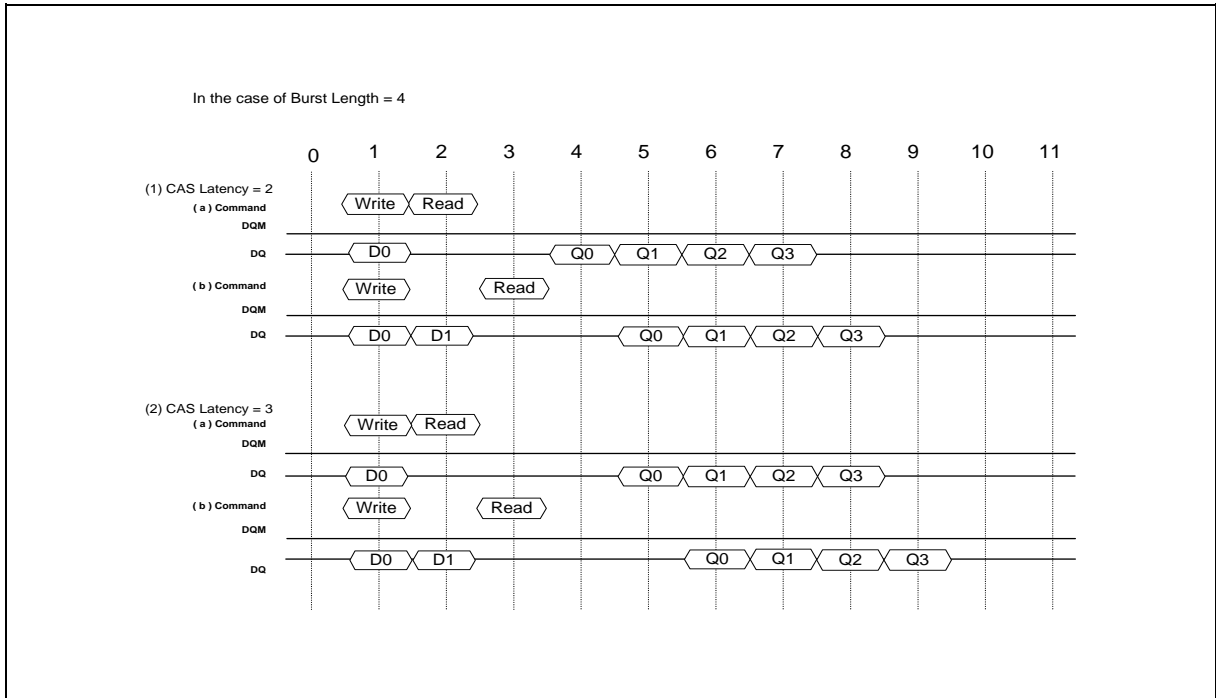 In the case of Burst Length = 4
0 1 2 3 4 5 6 7 8 9 10 11
(1) CAS Latency = 2
( a ) Command Write Read
DQM
DQ D0 Q0 Q1 Q2 Q3
( b ) Command Write Read
DQM
DQ D0 D1 Q0 Q1 Q2 Q3
(2) CAS Latency = 3
( a ) Command Write Read
DQM
DQ D0 Q0 Q1 Q2 Q3
( b ) Command Write Read
DQM
DQ D0 D1 Q0 Q1 Q2 Q3